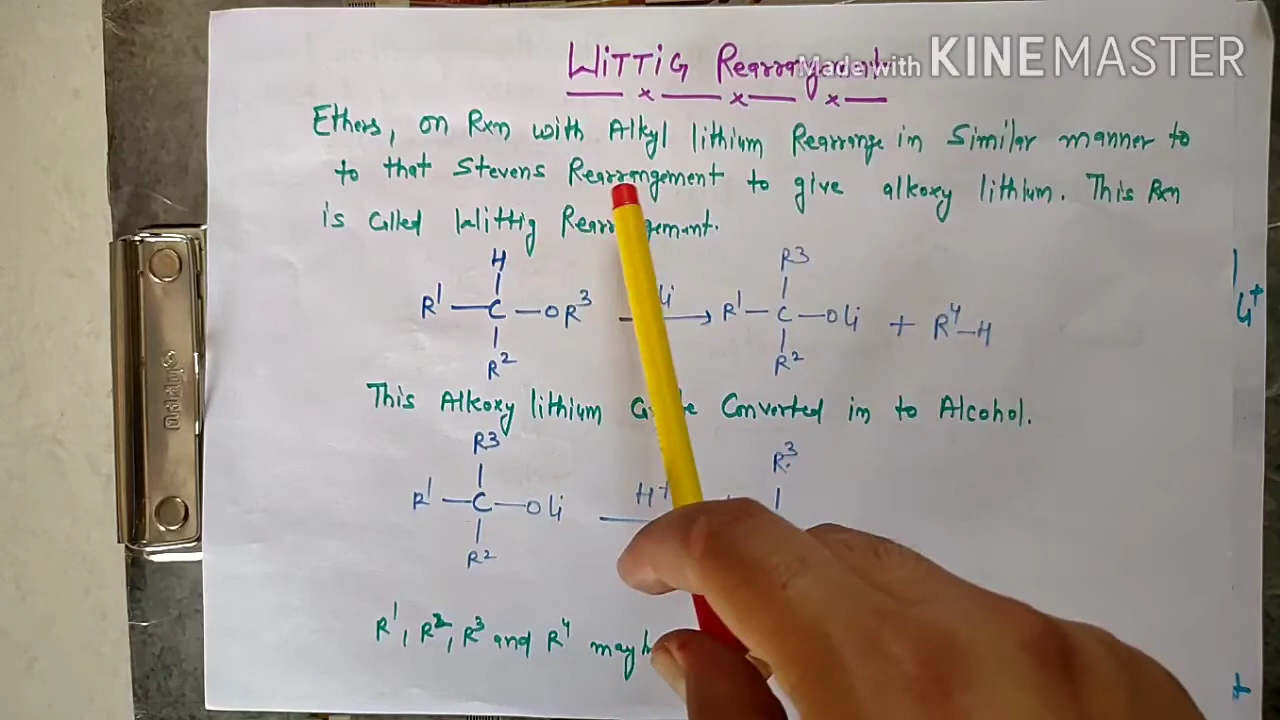 WiTTiG Rearrangement
Made with KINEMASTER
Ethers, on Rxn with Alkyl lithium Rearrange in Similar manner to
to that Stevens Rearrangement to give alkoxy lithium. This Rxn
is Called Wittig Rearrangement.
H
R1 — C — OR3
R2
Li
R3
R1 — C — OLi + R4—H
R2
This Alkoxy lithium Converted in to Alcohol.
R3
R1 — C — OLi
R2
H+
R3
R1, R2, R3 and R4 may